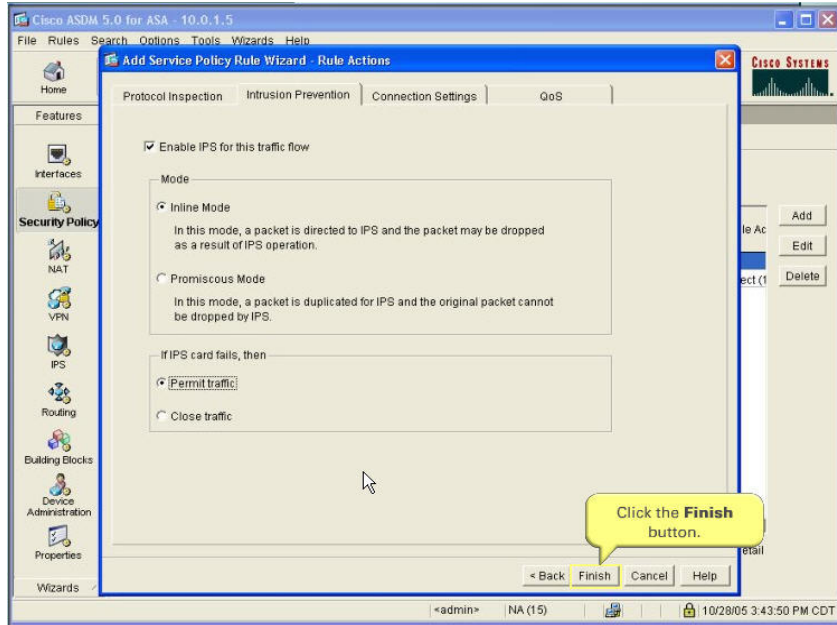 Cisco ASDM 5.0 for ASA - 10.0.1.5
File Rules Search Options Tools Wizards Help
Add Service Policy Rule Wizard - Rule Actions
CISCO SYSTEMS
Home
Features
Interfaces
Security Policy
NAT
VPN
IPS
Routing
Building Blocks
Device
Administration
Properties
Wizards
Protocol Inspection
Intrusion Prevention
Connection Settings
QoS
Enable IPS for this traffic flow
Mode
Inline Mode
In this mode, a packet is directed to IPS and the packet may be dropped
as a result of IPS operation.
Promiscous Mode
In this mode, a packet is duplicated for IPS and the original packet cannot
be dropped by IPS.
If IPS card fails, then
Permit traffic
Close traffic
le Ac
ect (1
Add
Edit
Delete
Click the Finish
button.
etail
< Back Finish Cancel Help
<admin> NA (15) 10/28/05 3:43:50 PM CDT